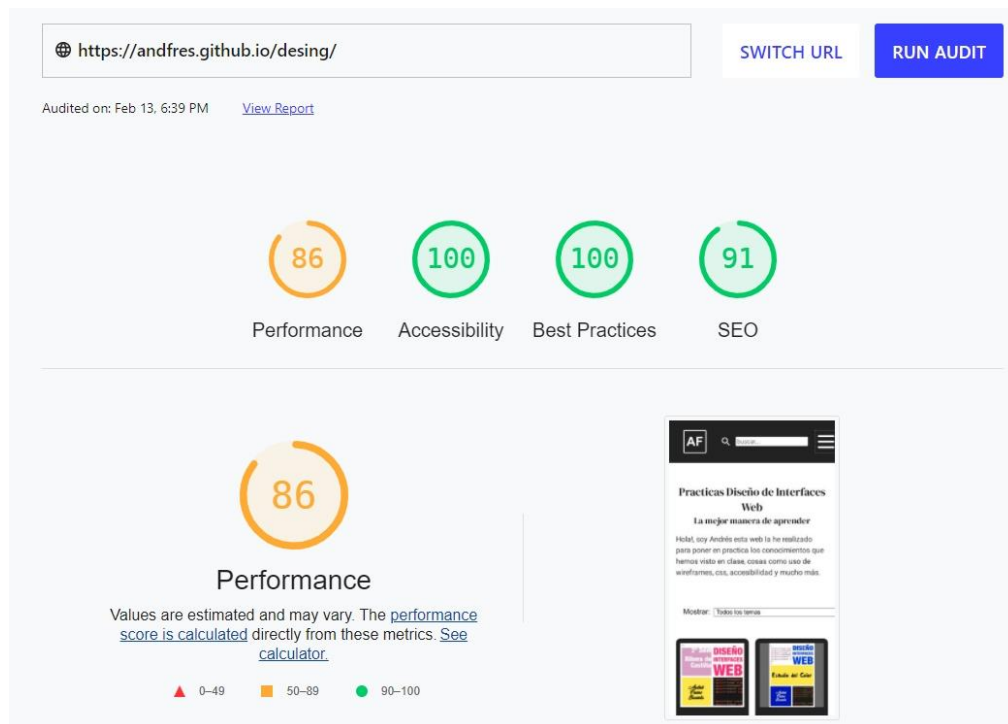 https://andfres.github.io/desing/
SWITCH URL
RUN AUDIT
Audited on: Feb 13, 6:39 PM
View Report
86
100
100
91
Performance
Accessibility
Best Practices
SEO
86
Performance
Values are estimated and may vary. The performance
score is calculated directly from these metrics. See
calculator.
0–49
50–89
90–100
AF
Buscar...
Practicas Diseño de Interfaces
Web
La mejor manera de aprender
Hola!, soy Andrés esta web la he realizado
para poner en practica los conocimientos que
hemos visto en clase, cosas como uso de
wireframes, css, accesibilidad y mucho más.
Mostrar: Todos los temas
DISEÑO
INTERFACES
WEB
DISEÑO
INTERFACES
WEB
Estudio del Color